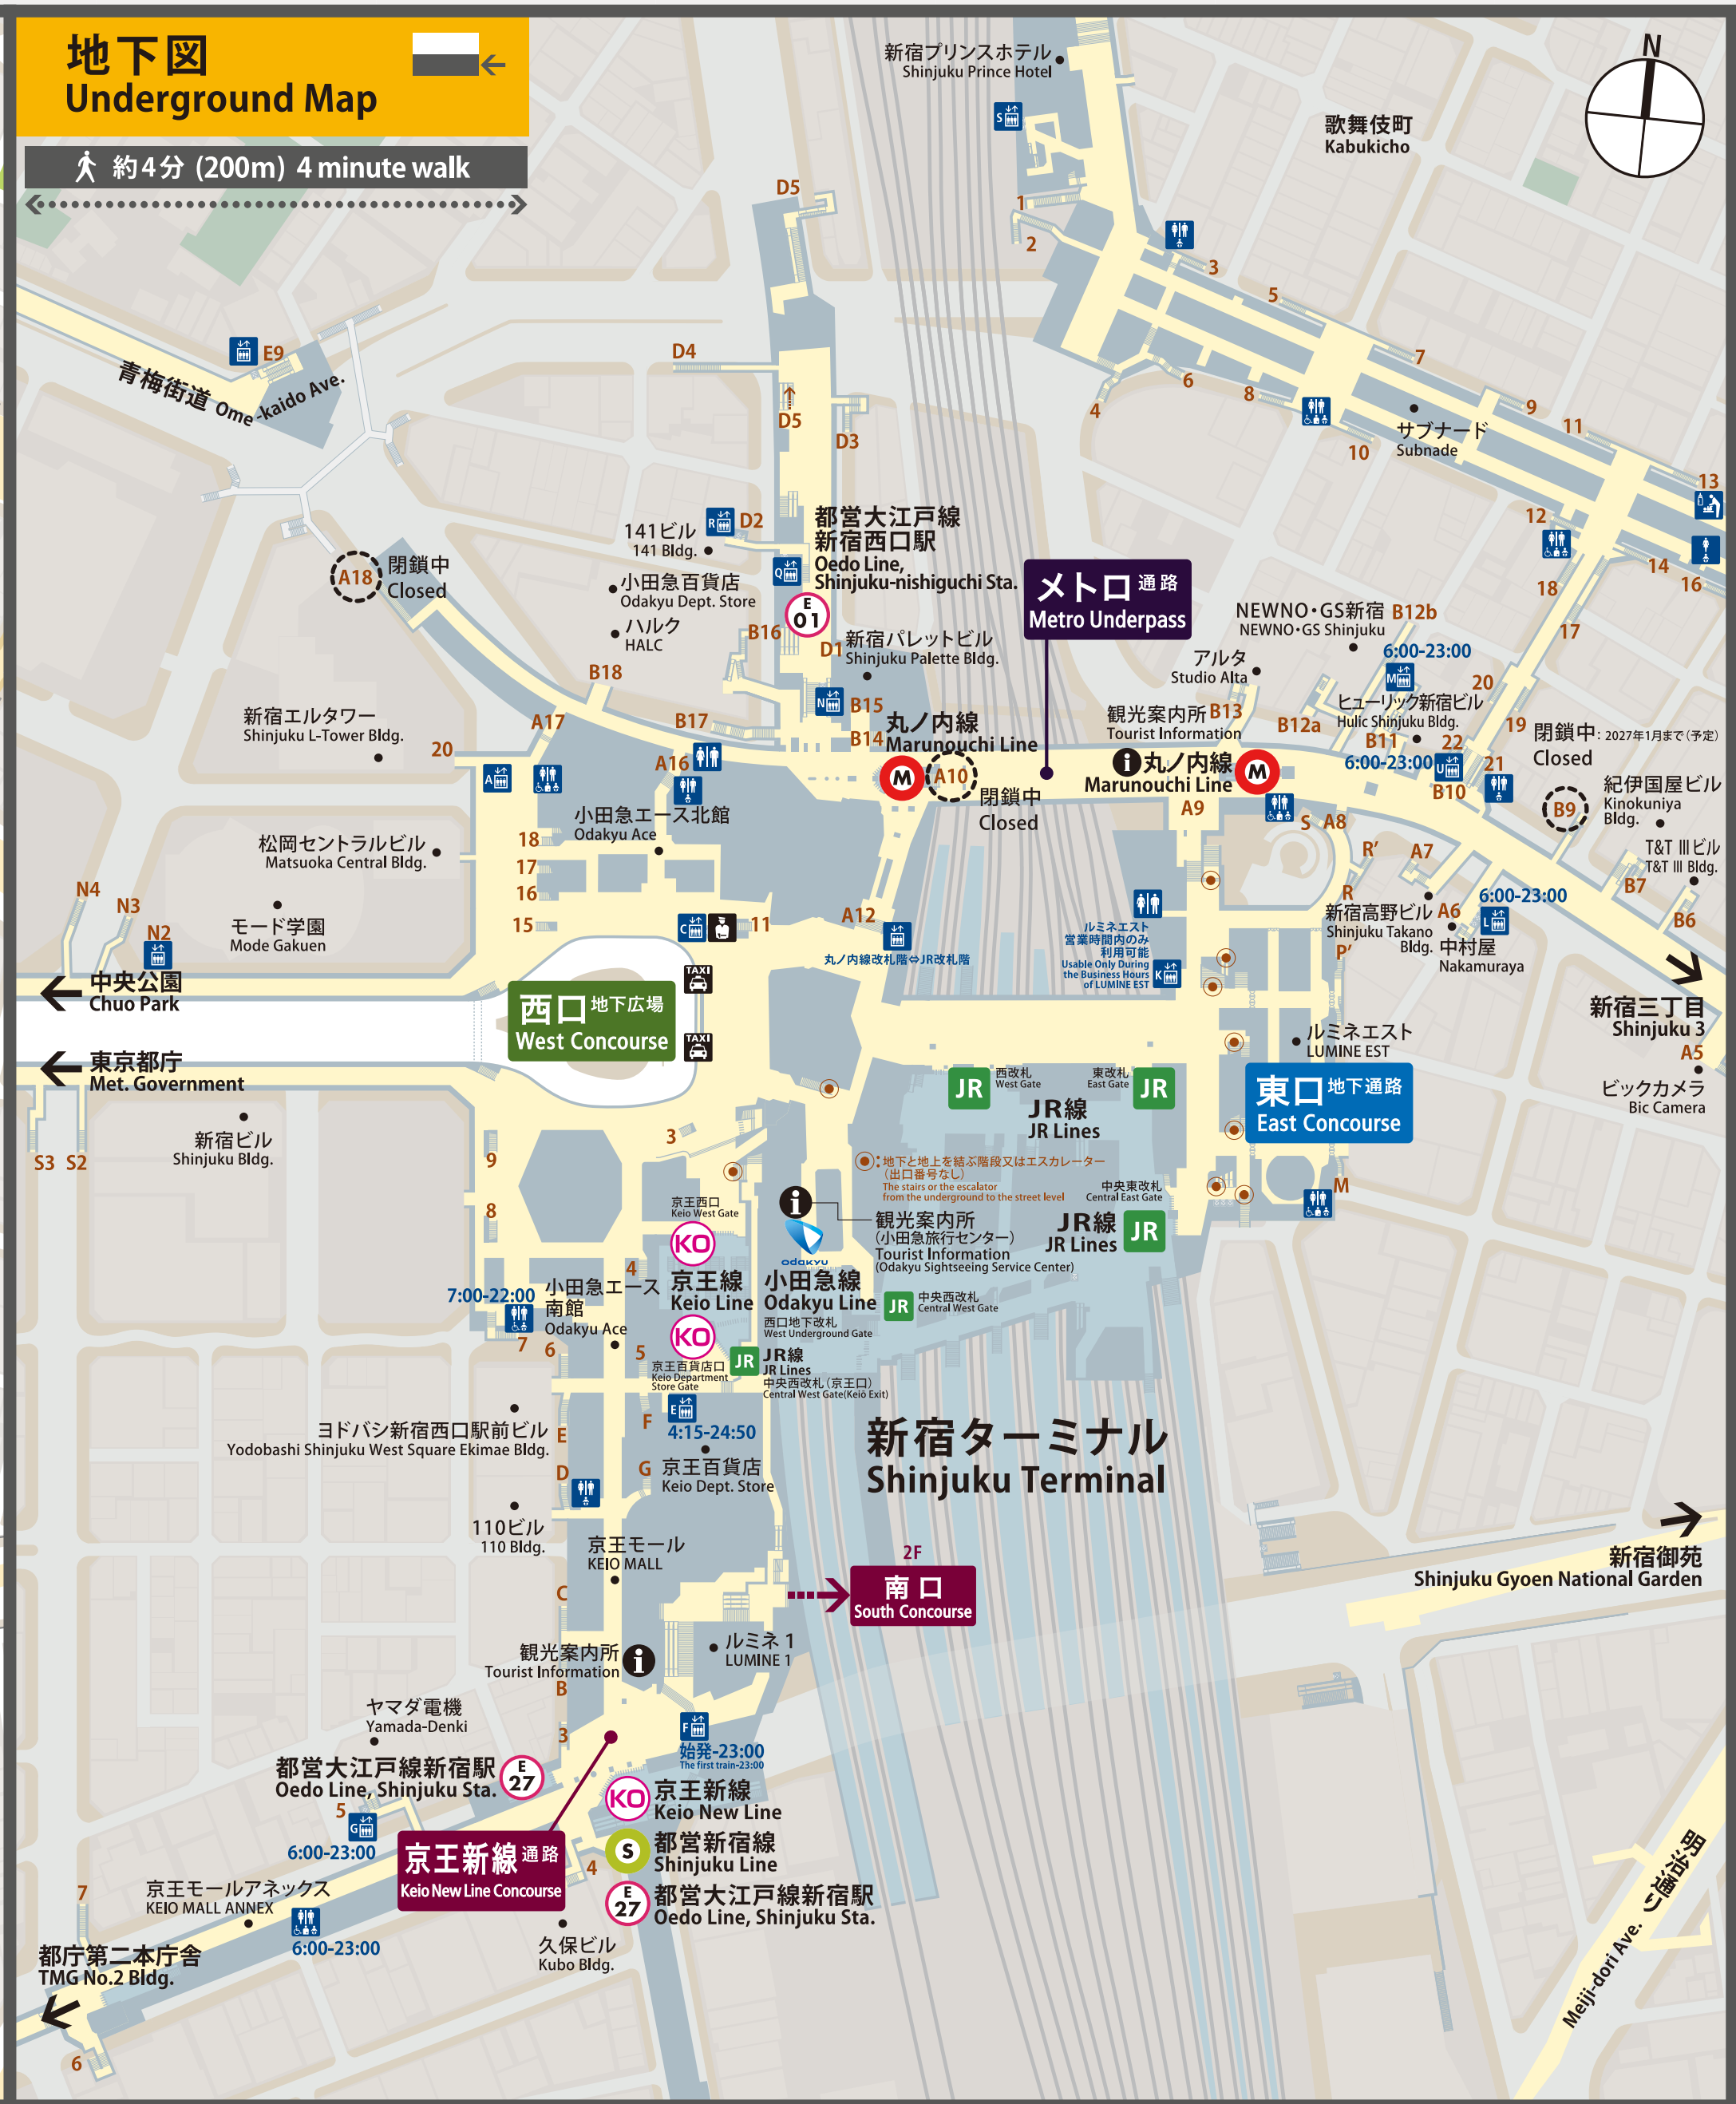 地下図
Underground Map
約4分 (200m) 4 minute walk
N
新宿プリンスホテル
Shinjuku Prince Hotel
S
歌舞伎町
Kabukicho
D5
1
2
3
5
7
9
11
13
4
6
8
10
12
14
16
18
17
サブナード
Subnade
E9
青梅街道 Ome-kaido Ave.
D4
D5
D3
141ビル
141 Bldg.
R
D2
Q
都営大江戸線
新宿西口駅
Oedo Line,
Shinjuku-nishiguchi Sta.
E
01
A18
閉鎖中
Closed
小田急百貨店
Odakyu Dept. Store
ハルク
HALC
B16
D1
新宿パレットビル
Shinjuku Palette Bldg.
メトロ 通路
Metro Underpass
NEWNO・GS新宿
NEWNO・GS Shinjuku
B12b
6:00-23:00
M
アルタ
Studio Alta
ヒューリック新宿ビル
Hulic Shinjuku Bldg.
20
19
B18
N
B15
B17
B14
A17
新宿エルタワー
Shinjuku L-Tower Bldg.
20
A
A16
丸ノ内線
Marunouchi Line
M
A10
閉鎖中
Closed
観光案内所
Tourist Information
B13
B12a
B11
22
6:00-23:00
U
21
B10
丸ノ内線
Marunouchi Line
M
閉鎖中: 2027年1月まで(予定)
Closed
B9
紀伊国屋ビル
Kinokuniya
Bldg.
T&T Ⅲビル
T&T Ⅲ Bldg.
B7
B6
A9
S
A8
R'
A7
R
6:00-23:00
L
新宿高野ビル
Shinjuku Takano
Bldg.
A6
P'
中村屋
Nakamuraya
小田急エース北館
Odakyu Ace
18
17
16
15
松岡セントラルビル
Matsuoka Central Bldg.
モード学園
Mode Gakuen
N4
N3
N2
C
11
A12
丸ノ内線改札階⇔JR改札階
ルミネエスト
営業時間内のみ
利用可能
Usable Only During
the Business Hours
of LUMINE EST
K
中央公園
Chuo Park
東京都庁
Met. Government
西口 地下広場
West Concourse
TAXI
TAXI
新宿三丁目
Shinjuku 3
A5
ビックカメラ
Bic Camera
ルミネエスト
LUMINE EST
JR
西改札
West Gate
東改札
East Gate
JR
JR線
JR Lines
東口 地下通路
East Concourse
新宿ビル
Shinjuku Bldg.
S3
S2
9
3
8
:地下と地上を結ぶ階段又はエスカレーター
(出口番号なし)
The stairs or the escalator
from the underground to the street level
中央東改札
Central East Gate
M
JR線
JR Lines
JR
京王西口
Keio West Gate
KO
odakyu
観光案内所
(小田急旅行センター)
Tourist Information
(Odakyu Sightseeing Service Center)
4
京王線
Keio Line
小田急線
Odakyu Line
JR
中央西改札
Central West Gate
7:00-22:00
小田急エース
南館
Odakyu Ace
7
6
5
KO
西口地下改札
West Underground Gate
京王百貨店口
Keio Department
Store Gate
JR
JR線
JR Lines
中央西改札(京王口)
Central West Gate(Keio Exit)
E
F
4:15-24:50
京王百貨店
Keio Dept. Store
G
ヨドバシ新宿西口駅前ビル
Yodobashi Shinjuku West Square Ekimae Bldg.
E
D
新宿ターミナル
Shinjuku Terminal
110ビル
110 Bldg.
京王モール
KEIO MALL
C
2F
南口
South Concourse
新宿御苑
Shinjuku Gyoen National Garden
観光案内所
Tourist Information
B
ルミネ1
LUMINE 1
ヤマダ電機
Yamada-Denki
3
F
始発-23:00
The first train-23:00
都営大江戸線新宿駅
Oedo Line, Shinjuku Sta.
E
27
KO
京王新線
Keio New Line
5
G
6:00-23:00
京王新線 通路
Keio New Line Concourse
4
S
都営新宿線
Shinjuku Line
E
27
都営大江戸線新宿駅
Oedo Line, Shinjuku Sta.
7
京王モールアネックス
KEIO MALL ANNEX
6:00-23:00
久保ビル
Kubo Bldg.
都庁第二本庁舎
TMG No.2 Bldg.
6
明治通り
Meiji-dori Ave.